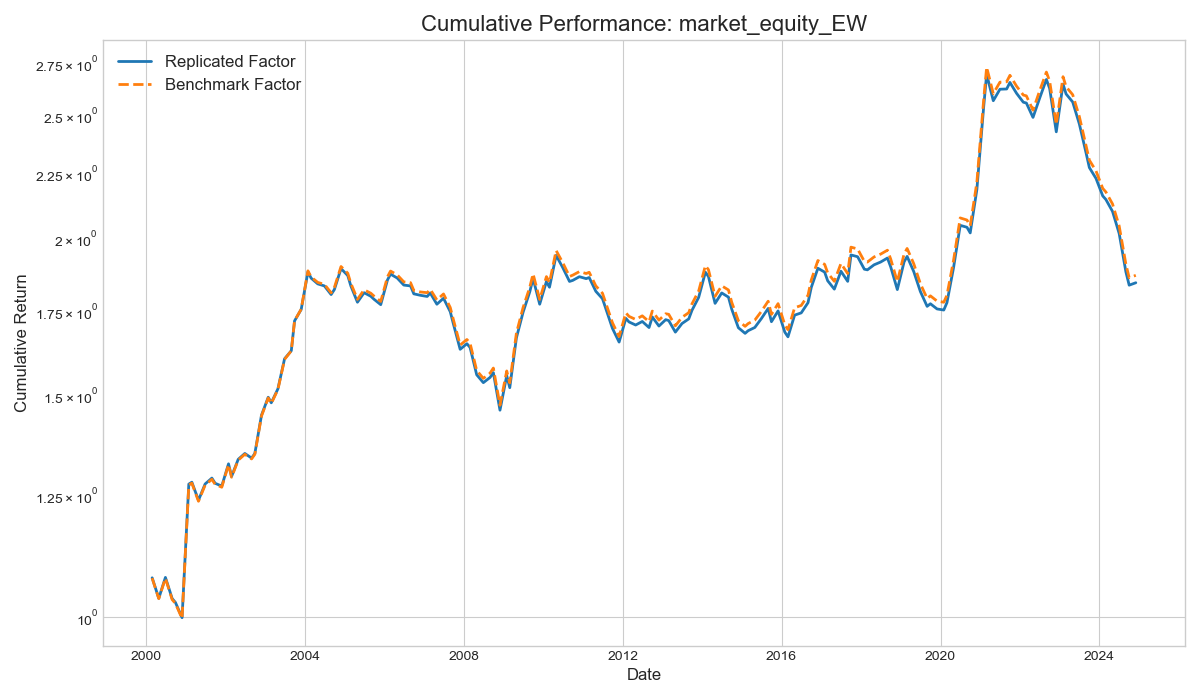 Cumulative Performance: market_equity_EW
Replicated Factor
Benchmark Factor
Cumulative Return
2.75 × 10⁰
2.5 × 10⁰
2.25 × 10⁰
2 × 10⁰
1.75 × 10⁰
1.5 × 10⁰
1.25 × 10⁰
10⁰
2000 2004 2008 2012 2016 2020 2024
Date